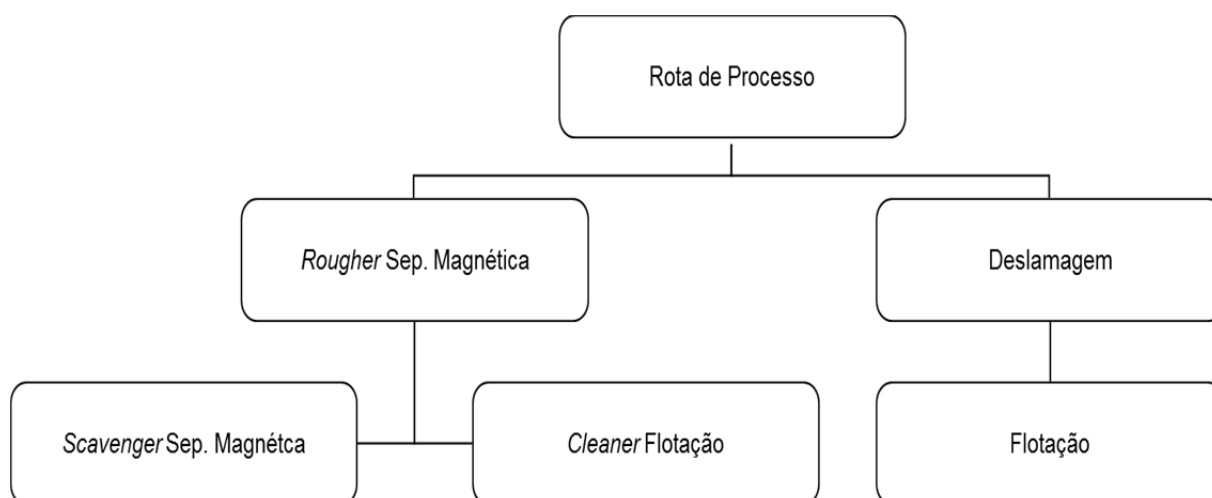 Rota de Processo
Rougher Sep. Magnética
Deslamagem
Scavenger Sep. Magnétca
Cleaner Flotação
Flotação